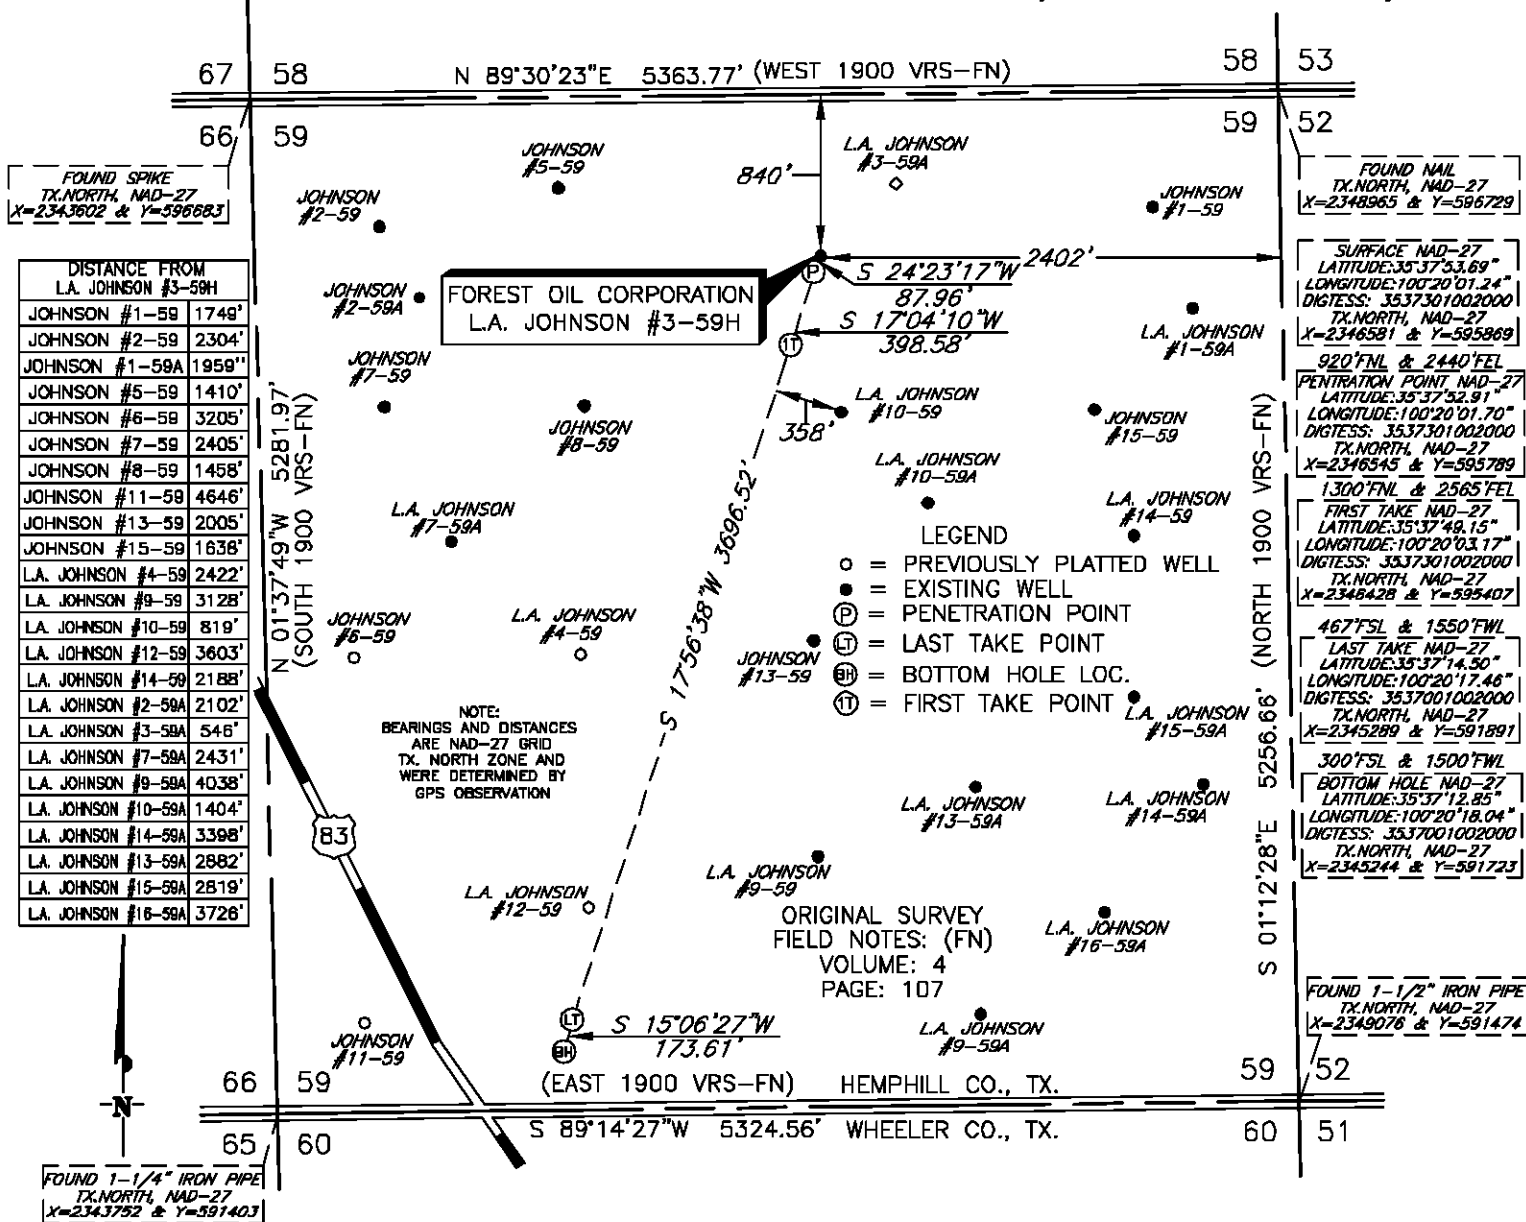 67 58
N 89°30'23"E 5363.77' (WEST 1900 VRS-FN)
58 53
66 59
59 52
FOUND SPIKE
TX.NORTH, NAD-27
X=2343602 & Y=596683
FOUND NAIL
TX.NORTH, NAD-27
X=2348965 & Y=596729
JOHNSON
#5-59
L.A. JOHNSON
#3-59A
840'
JOHNSON
#2-59
JOHNSON
#1-59
2402'
DISTANCE FROM
L.A. JOHNSON #3-59H
JOHNSON #1-59 1749'
JOHNSON #2-59 2304'
JOHNSON #1-59A 1959''
JOHNSON #5-59 1410'
JOHNSON #6-59 3205'
JOHNSON #7-59 2405'
JOHNSON #8-59 1458'
JOHNSON #11-59 4646'
JOHNSON #13-59 2005'
JOHNSON #15-59 1638'
L.A. JOHNSON #4-59 2422'
L.A. JOHNSON #9-59 3128'
L.A. JOHNSON #10-59 819'
L.A. JOHNSON #12-59 3603'
L.A. JOHNSON #14-59 2188'
L.A. JOHNSON #2-59A 2102'
L.A. JOHNSON #3-59A 546'
L.A. JOHNSON #7-59A 2431'
L.A. JOHNSON #9-59A 4038'
L.A. JOHNSON #10-59A 1404'
L.A. JOHNSON #14-59A 3398'
L.A. JOHNSON #13-59A 2882'
L.A. JOHNSON #15-59A 2819'
L.A. JOHNSON #16-59A 3726'
JOHNSON
#2-59A
FOREST OIL CORPORATION
L.A. JOHNSON #3-59H
P
S 24°23'17"W
87.96'
S 17°04'10"W
398.58'
1T
L.A. JOHNSON
#1-59A
JOHNSON
#7-59
JOHNSON
#8-59
358'
L.A. JOHNSON
#10-59
JOHNSON
#15-59
L.A. JOHNSON
#10-59A
L.A. JOHNSON
#7-59A
L.A. JOHNSON
#14-59
N 01°37'49"W 5281.97'
(SOUTH 1900 VRS-FN)
S 17°56'38"W 3696.52'
LEGEND
= PREVIOUSLY PLATTED WELL
= EXISTING WELL
P = PENETRATION POINT
LT = LAST TAKE POINT
BH = BOTTOM HOLE LOC.
1T = FIRST TAKE POINT
JOHNSON
#6-59
L.A. JOHNSON
#4-59
JOHNSON
#13-59
L.A. JOHNSON
#15-59A
NOTE:
BEARINGS AND DISTANCES
ARE NAD-27 GRID
TX. NORTH ZONE AND
WERE DETERMINED BY
GPS OBSERVATION
L.A. JOHNSON
#13-59A
L.A. JOHNSON
#14-59A
83
L.A. JOHNSON
#9-59
L.A. JOHNSON
#12-59
L.A. JOHNSON
#16-59A
ORIGINAL SURVEY
FIELD NOTES: (FN)
VOLUME: 4
PAGE: 107
S 01°12'28"E 5256.66' (NORTH 1900 VRS-FN)
SURFACE NAD-27
LATITUDE:35°37'53.69"
LONGITUDE:100°20'01.24"
DIGTESS: 3537301002000
TX.NORTH, NAD-27
X=2346581 & Y=595869
920'FNL & 2440'FEL
PENTRATION POINT NAD-27
LATITUDE:35°37'52.91"
LONGITUDE:100°20'01.70"
DIGTESS: 3537301002000
TX.NORTH, NAD-27
X=2346545 & Y=595789
1300'FNL & 2565'FEL
FIRST TAKE NAD-27
LATITUDE:35°37'49.15"
LONGITUDE:100°20'03.17"
DIGTESS: 3537301002000
TX.NORTH, NAD-27
X=2346428 & Y=595407
467'FSL & 1550'FWL
LAST TAKE NAD-27
LATITUDE:35°37'14.50"
LONGITUDE:100°20'17.46"
DIGTESS: 3537001002000
TX.NORTH, NAD-27
X=2345289 & Y=591891
300'FSL & 1500'FWL
BOTTOM HOLE NAD-27
LATITUDE:35°37'12.85"
LONGITUDE:100°20'18.04"
DIGTESS: 3537001002000
TX.NORTH, NAD-27
X=2345244 & Y=591723
FOUND 1-1/2" IRON PIPE
TX.NORTH, NAD-27
X=2349076 & Y=591474
JOHNSON
#11-59
LT
BH
S 15°06'27"W
173.61'
L.A. JOHNSON
#9-59A
N
66 59
(EAST 1900 VRS-FN) HEMPHILL CO., TX.
59 52
65 60
S 89°14'27"W 5324.56' WHEELER CO., TX.
60 51
FOUND 1-1/4" IRON PIPE
TX.NORTH, NAD-27
X=2343752 & Y=591403